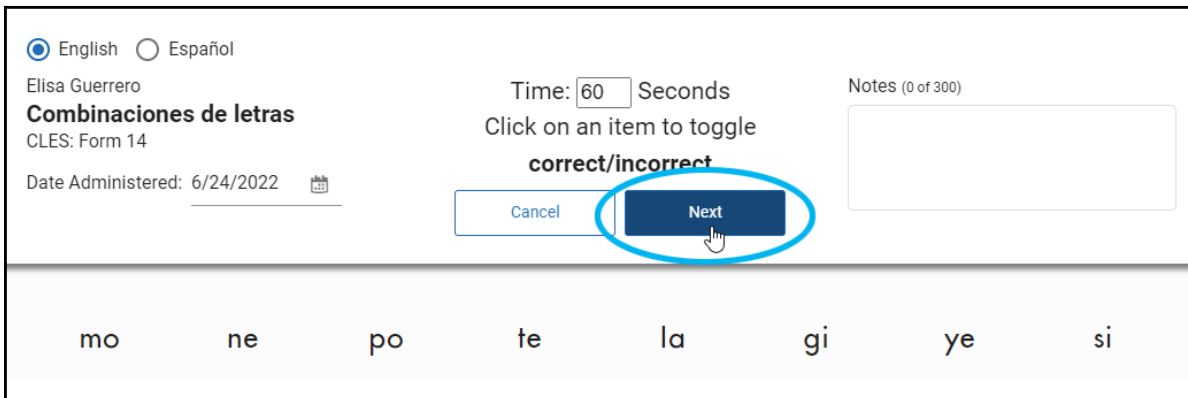 English Español
Elisa Guerrero
Combinaciones de letras
CLES: Form 14
Date Administered: 6/24/2022
Time: 60 Seconds
Click on an item to toggle
correct/incorrect
Cancel Next
Notes (0 of 300)
mo ne po te la gi ye si